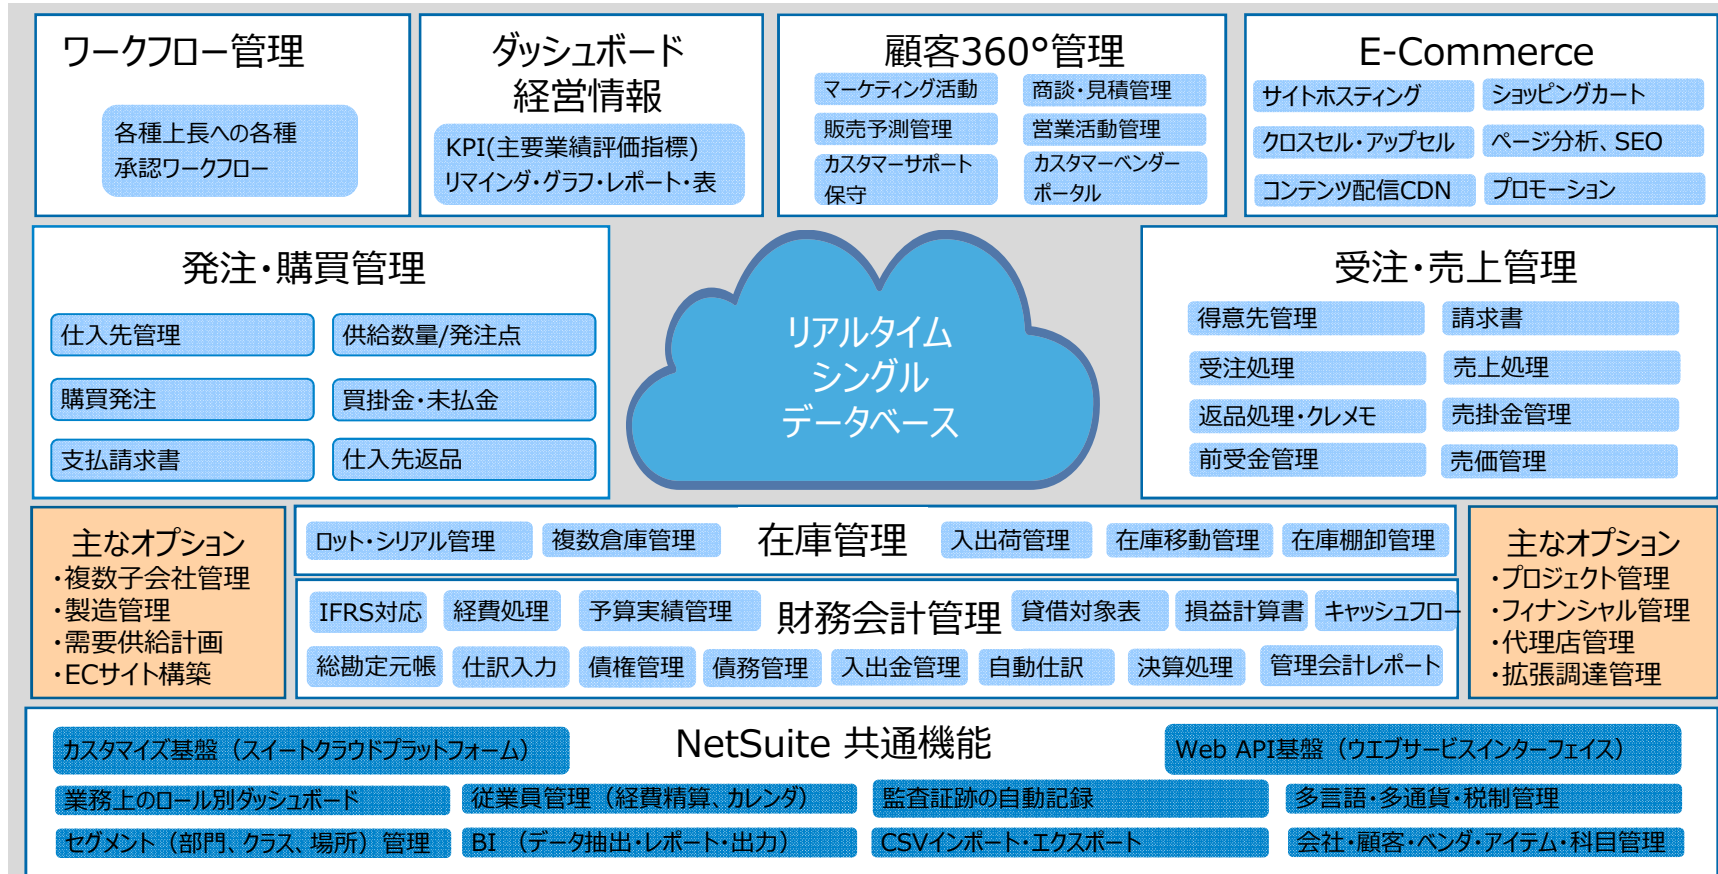 ワークフロー管理
各種上長への各種
承認ワークフロー
ダッシュボード
経営情報
KPI(主要業績評価指標)
リマインダ・グラフ・レポート・表
顧客360°管理
マーケティング活動
商談・見積管理
販売予測管理
営業活動管理
カスタマーサポート
保守
カスタマーベンダー
ポータル
E-Commerce
サイトホスティング
ショッピングカート
クロスセル・アップセル
ページ分析、SEO
コンテンツ配信CDN
プロモーション
発注・購買管理
仕入先管理
供給数量/発注点
購買発注
買掛金・未払金
支払請求書
仕入先返品
リアルタイム
シングル
データベース
受注・売上管理
得意先管理
請求書
受注処理
売上処理
返品処理・クレメモ
売掛金管理
前受金管理
売価管理
主なオプション
・複数子会社管理
・製造管理
・需要供給計画
・ECサイト構築
ロット・シリアル管理
複数倉庫管理
在庫管理
入出荷管理
在庫移動管理
在庫棚卸管理
IFRS対応
経費処理
予算実績管理
財務会計管理
貸借対象表
損益計算書
キャッシュフロー
総勘定元帳
仕訳入力
債権管理
債務管理
入出金管理
自動仕訳
決算処理
管理会計レポート
主なオプション
・プロジェクト管理
・フィナンシャル管理
・代理店管理
・拡張調達管理
NetSuite 共通機能
カスタマイズ基盤（スイートクラウドプラットフォーム）
Web API基盤（ウエブサービスインターフェイス）
業務上のロール別ダッシュボード
従業員管理（経費精算、カレンダ）
監査証跡の自動記録
多言語・多通貨・税制管理
セグメント（部門、クラス、場所）管理
BI （データ抽出・レポート・出力）
CSVインポート・エクスポート
会社・顧客・ベンダ・アイテム・科目管理